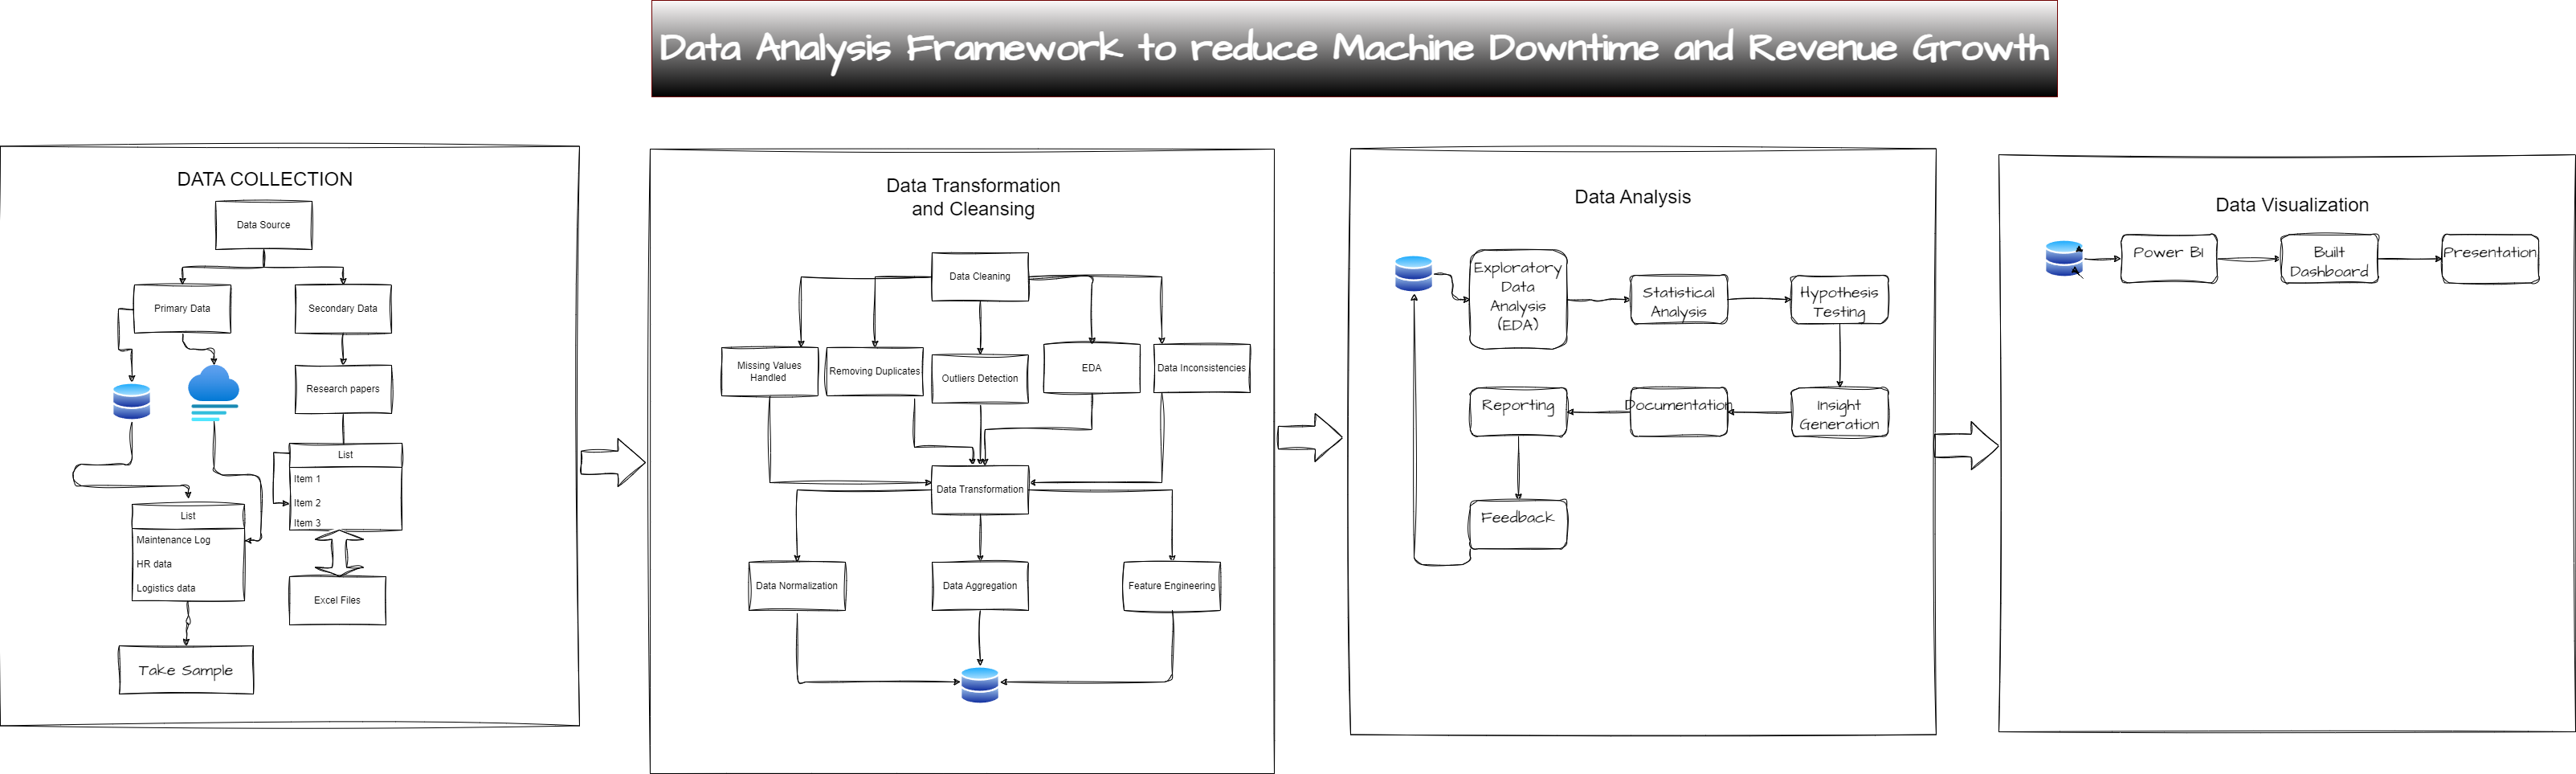 Data Analysis Framework to reduce Machine Downtime and Revenue Growth
DATA COLLECTION
Data Source
Primary Data
Secondary Data
Research papers
List
Item 1
Item 2
Item 3
List
Maintenance Log
HR data
Logistics data
Excel Files
Take Sample
Data Transformation
and Cleansing
Data Cleaning
Missing Values
Handled
Removing Duplicates
Outliers Detection
EDA
Data Inconsistencies
Data Transformation
Data Normalization
Data Aggregation
Feature Engineering
Data Analysis
Exploratory
Data
Analysis
(EDA)
Statistical
Analysis
Hypothesis
Testing
Reporting
Documentation
Insight
Generation
Feedback
Data Visualization
Power BI
Built
Dashboard
Presentation